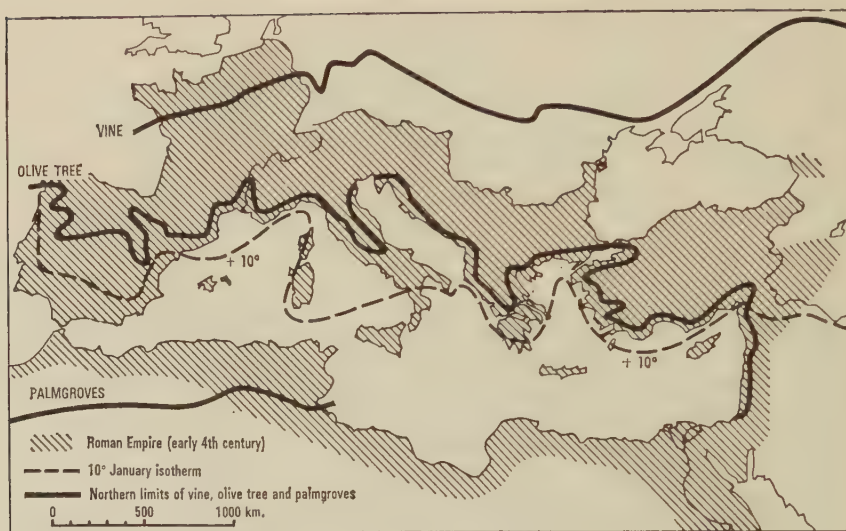 VINE
OLIVE TREE
+ 10°
+ 10°
PALMGROVES
Roman Empire (early 4th century)
10° January isotherm
Northern limits of vine, olive tree and palmgroves
0 500 1000 km.